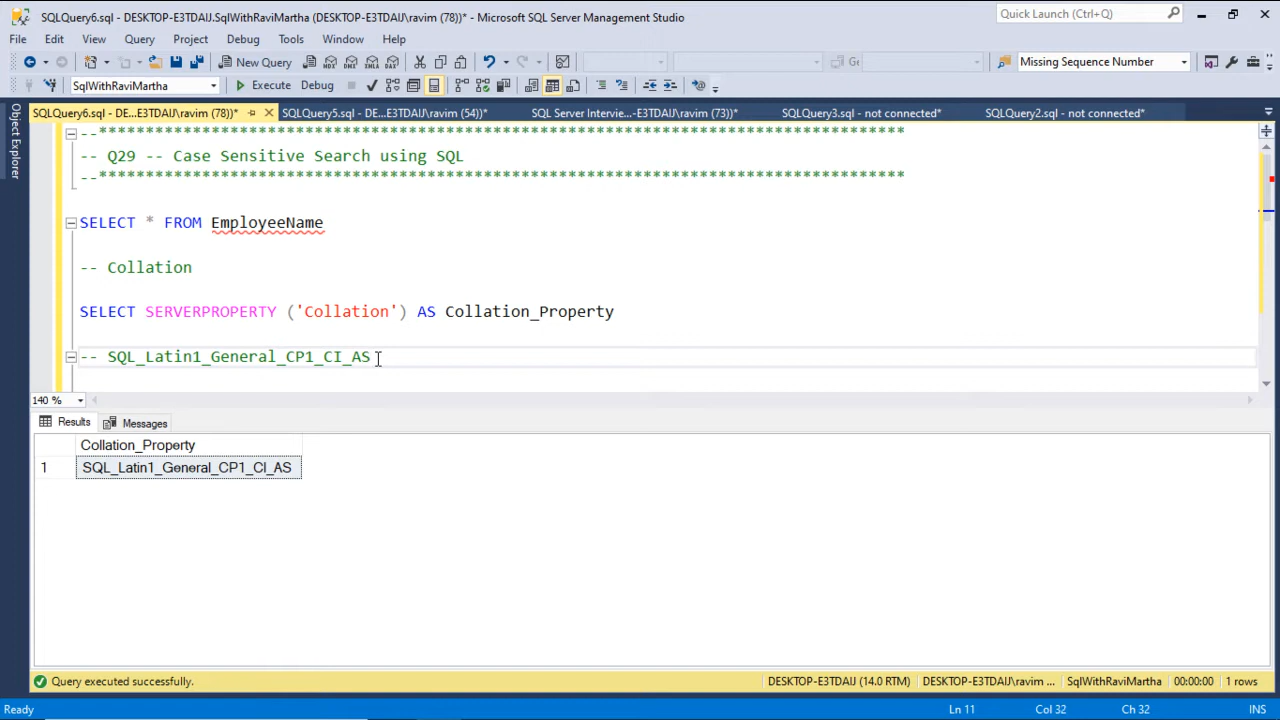 SQLQuery6.sql - DESKTOP-E3TDAIJ.SqlWithRaviMartha (DESKTOP-E3TDAIJ\ravim (78))* - Microsoft SQL Server Management Studio
Quick Launch (Ctrl+Q)
File Edit View Query Project Debug Tools Window Help
New Query
Ge
Missing Sequence Number
SqlWithRaviMartha
Execute Debug
SQLQuery6.sql - DE...E3TDAIJ\ravim (78))*
SQLQuery5.sql - DE...E3TDAIJ\ravim (54))*
SQL Server Intervie...-E3TDAIJ\ravim (73))*
SQLQuery3.sql - not connected*
SQLQuery2.sql - not connected*
Object Explorer
--**************************************************************************************
-- Q29 -- Case Sensitive Search using SQL
--**************************************************************************************
SELECT * FROM EmployeeName
-- Collation
SELECT SERVERPROPERTY ('Collation') AS Collation_Property
-- SQL_Latin1_General_CP1_CI_AS
140 %
Results Messages
Collation_Property
1 SQL_Latin1_General_CP1_CI_AS
Query executed successfully.
DESKTOP-E3TDAIJ (14.0 RTM) DESKTOP-E3TDAIJ\ravim ... SqlWithRaviMartha 00:00:00 1 rows
Ready Ln 11 Col 32 Ch 32 INS